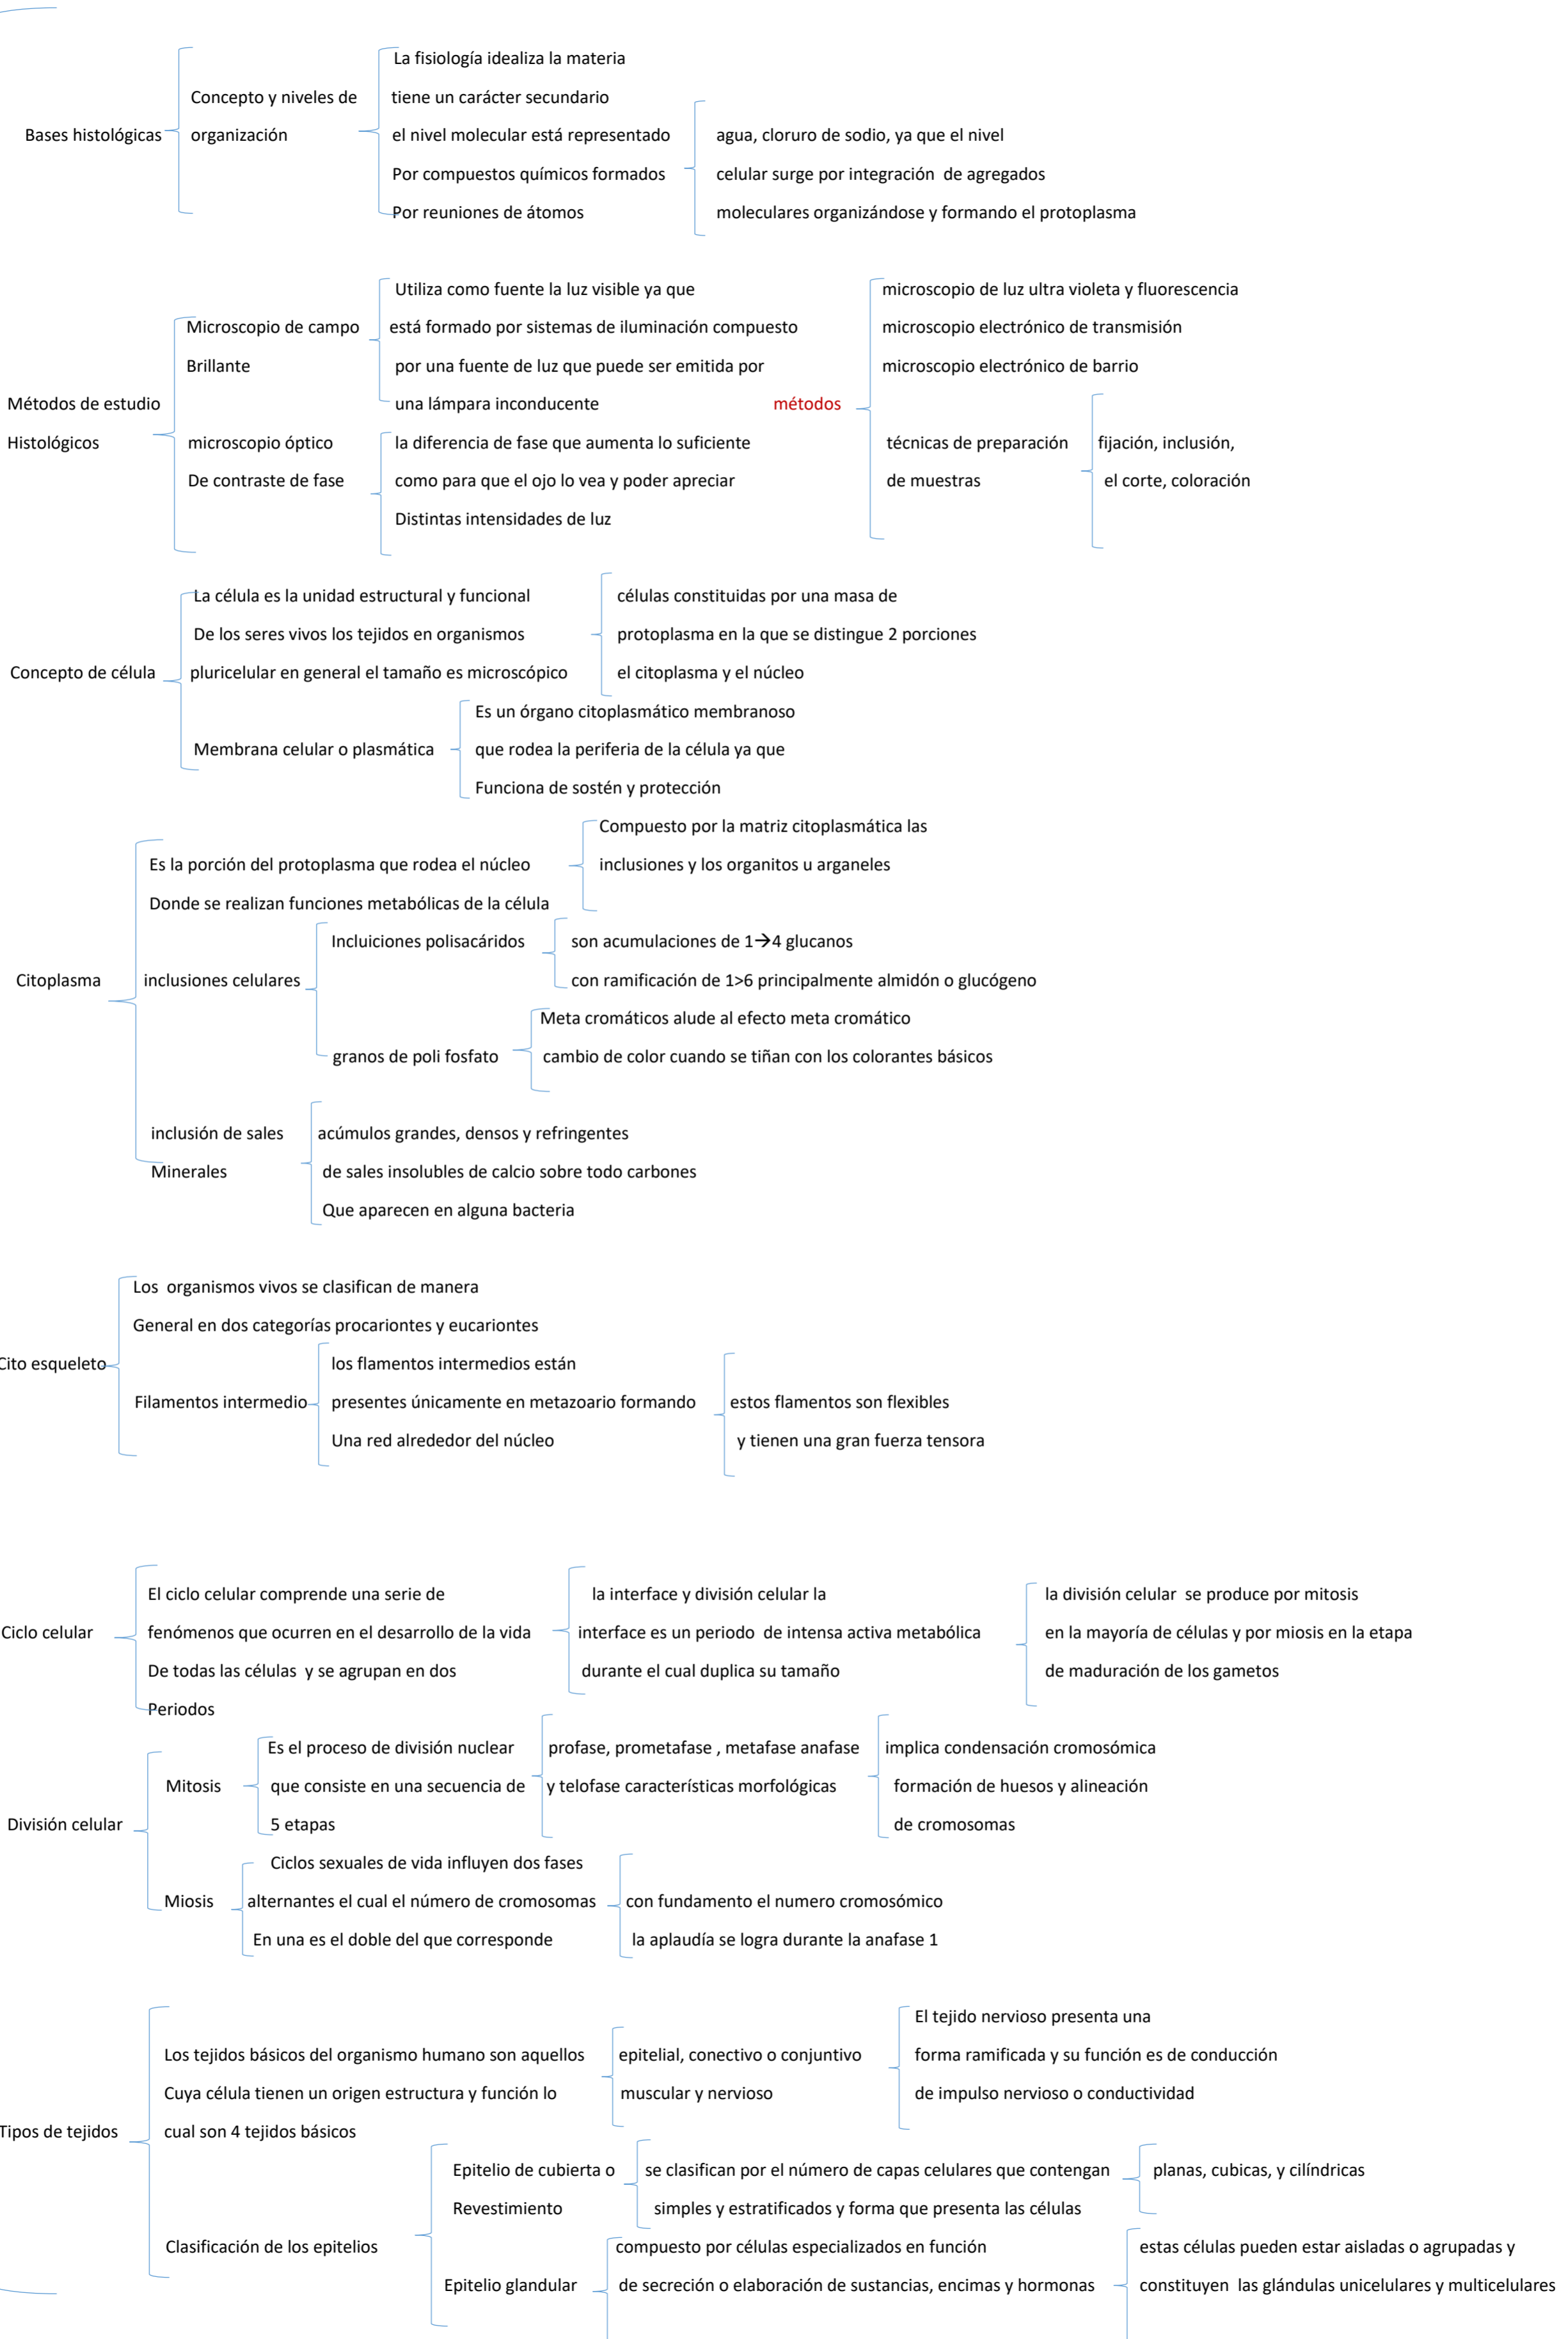 La fisiología idealiza la materia
Concepto y niveles de tiene un carácter secundario
Bases histológicas organización el nivel molecular está representado agua, cloruro de sodio, ya que el nivel
Por compuestos químicos formados celular surge por integración de agregados
Por reuniones de átomos moleculares organizándose y formando el protoplasma
Utiliza como fuente la luz visible ya que microscopio de luz ultra violeta y fluorescencia
Microscopio de campo está formado por sistemas de iluminación compuesto microscopio electrónico de transmisión
Brillante por una fuente de luz que puede ser emitida por microscopio electrónico de barrio
Métodos de estudio una lámpara inconducente métodos
Histológicos microscopio óptico la diferencia de fase que aumenta lo suficiente técnicas de preparación fijación, inclusión,
De contraste de fase como para que el ojo lo vea y poder apreciar de muestras el corte, coloración
Distintas intensidades de luz
La célula es la unidad estructural y funcional células constituidas por una masa de
De los seres vivos los tejidos en organismos protoplasma en la que se distingue 2 porciones
Concepto de célula pluricelular en general el tamaño es microscópico el citoplasma y el núcleo
Es un órgano citoplasmático membranoso
Membrana celular o plasmática que rodea la periferia de la célula ya que
Funciona de sostén y protección
Compuesto por la matriz citoplasmática las
Es la porción del protoplasma que rodea el núcleo inclusiones y los organitos u arganeles
Donde se realizan funciones metabólicas de la célula
Incluiciones polisacáridos son acumulaciones de 1→4 glucanos
Citoplasma inclusiones celulares con ramificación de 1>6 principalmente almidón o glucógeno
Meta cromáticos alude al efecto meta cromático
granos de poli fosfato cambio de color cuando se tiñan con los colorantes básicos
inclusión de sales acúmulos grandes, densos y refringentes
Minerales de sales insolubles de calcio sobre todo carbones
Que aparecen en alguna bacteria
Los organismos vivos se clasifican de manera
General en dos categorías procariontes y eucariontes
Cito esqueleto los flamentos intermedios están
Filamentos intermedio presentes únicamente en metazoario formando estos flamentos son flexibles
Una red alrededor del núcleo y tienen una gran fuerza tensora
El ciclo celular comprende una serie de la interface y división celular la la división celular se produce por mitosis
Ciclo celular fenómenos que ocurren en el desarrollo de la vida interface es un periodo de intensa activa metabólica en la mayoría de células y por miosis en la etapa
De todas las células y se agrupan en dos durante el cual duplica su tamaño de maduración de los gametos
Periodos
Es el proceso de división nuclear profase, prometafase , metafase anafase implica condensación cromosómica
Mitosis que consiste en una secuencia de y telofase características morfológicas formación de huesos y alineación
División celular 5 etapas de cromosomas
Ciclos sexuales de vida influyen dos fases
Miosis alternantes el cual el número de cromosomas con fundamento el numero cromosómico
En una es el doble del que corresponde la aplaudía se logra durante la anafase 1
El tejido nervioso presenta una
Los tejidos básicos del organismo humano son aquellos epitelial, conectivo o conjuntivo forma ramificada y su función es de conducción
Cuya célula tienen un origen estructura y función lo muscular y nervioso de impulso nervioso o conductividad
Tipos de tejidos cual son 4 tejidos básicos
Epitelio de cubierta o se clasifican por el número de capas celulares que contengan planas, cubicas, y cilíndricas
Revestimiento simples y estratificados y forma que presenta las células
Clasificación de los epitelios compuesto por células especializados en función estas células pueden estar aisladas o agrupadas y
Epitelio glandular de secreción o elaboración de sustancias, encimas y hormonas constituyen las glándulas unicelulares y multicelulares